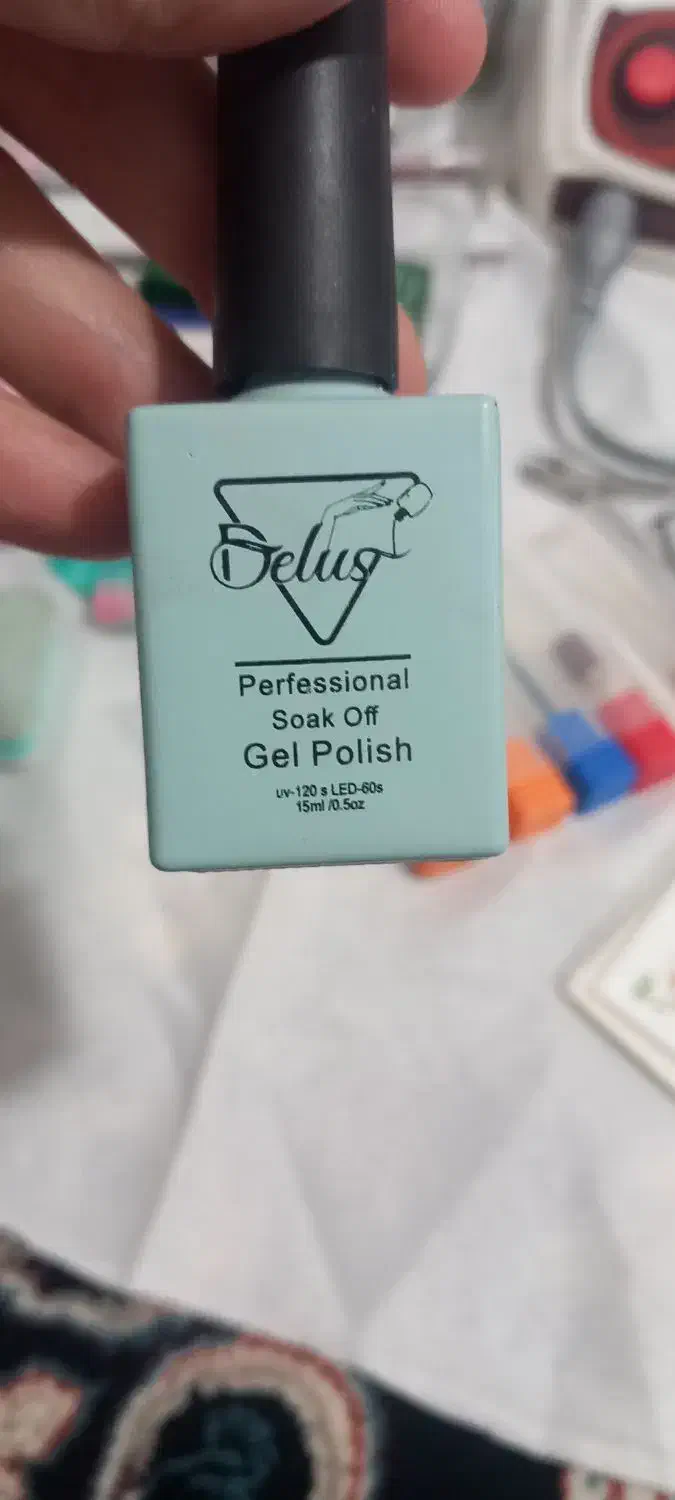 Delus
Perfessional
Soak Off
Gel Polish
uv-120 s LED-60s
15ml /0.5oz